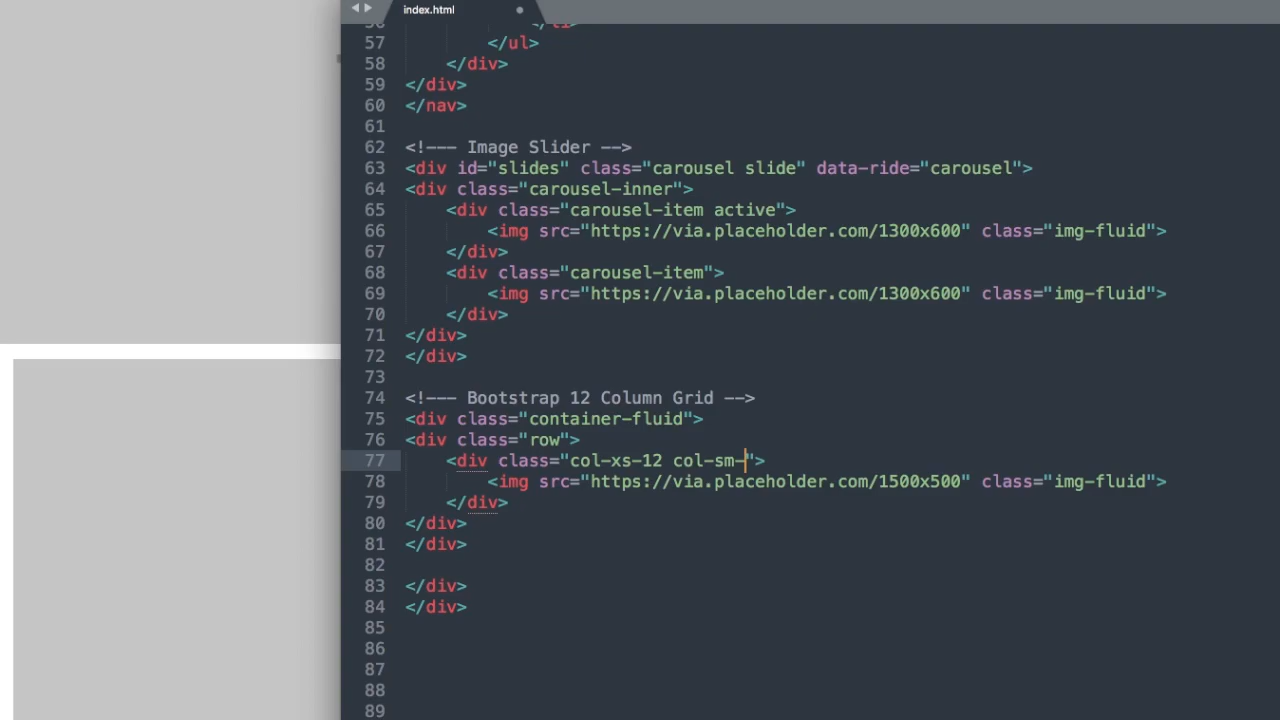 index.html
56 </li>
57 </ul>
58 </div>
59 </div>
60 </nav>
61
62 <!--- Image Slider -->
63 <div id="slides" class="carousel slide" data-ride="carousel">
64 <div class="carousel-inner">
65 <div class="carousel-item active">
66 <img src="https://via.placeholder.com/1300x600" class="img-fluid">
67 </div>
68 <div class="carousel-item">
69 <img src="https://via.placeholder.com/1300x600" class="img-fluid">
70 </div>
71 </div>
72 </div>
73
74 <!--- Bootstrap 12 Column Grid -->
75 <div class="container-fluid">
76 <div class="row">
77 <div class="col-xs-12 col-sm-">
78 <img src="https://via.placeholder.com/1500x500" class="img-fluid">
79 </div>
80 </div>
81 </div>
82
83 </div>
84 </div>
85
86
87
88
89